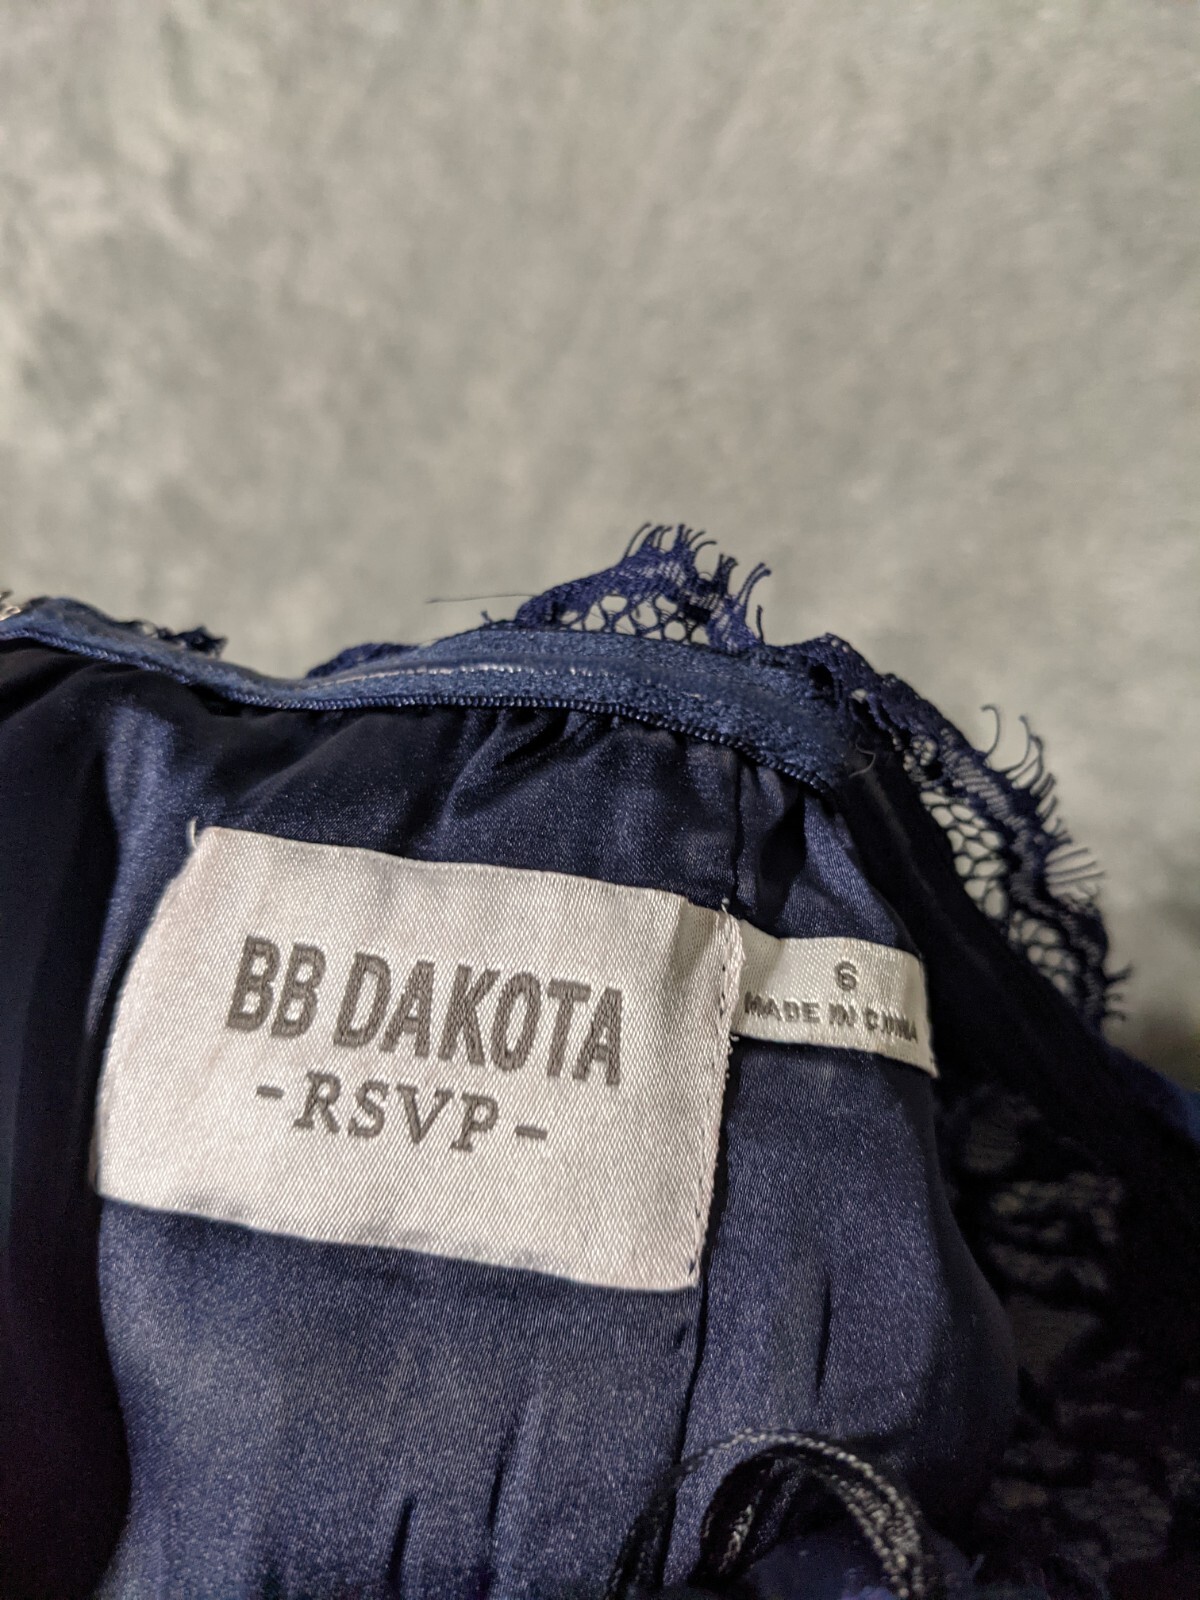 BB DAKOTA
-RSVP-
6
MADE IN CHINA